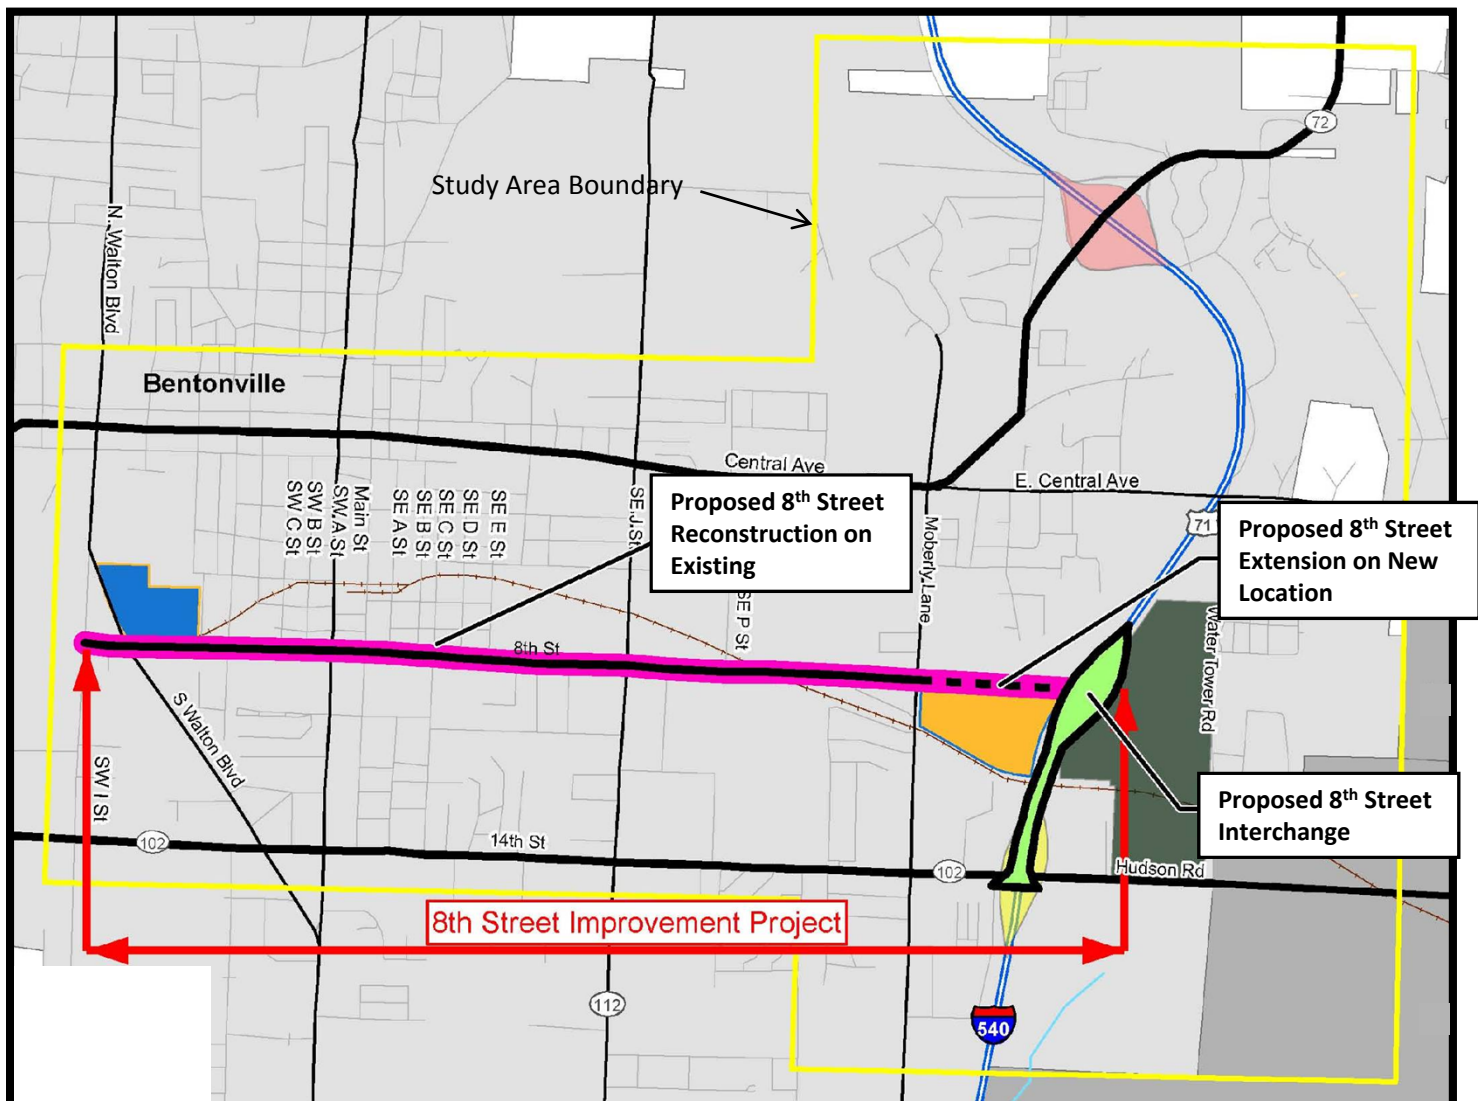 72
Study Area Boundary
N. Walton Blvd
Bentonville
Central Ave
E. Central Ave
SW C St
SW B St
SW A St
Main St
SE A St
SE B St
SE C St
SE D St
SE E St
SE J St
Proposed 8th Street
Reconstruction on
Existing
Moberly Lane
71
Proposed 8th Street
Extension on New
Location
SE P St
Water Tower Rd
8th St
S Walton Blvd
SW I St
Proposed 8th Street
Interchange
102
14th St
102
Hudson Rd
8th Street Improvement Project
112
540